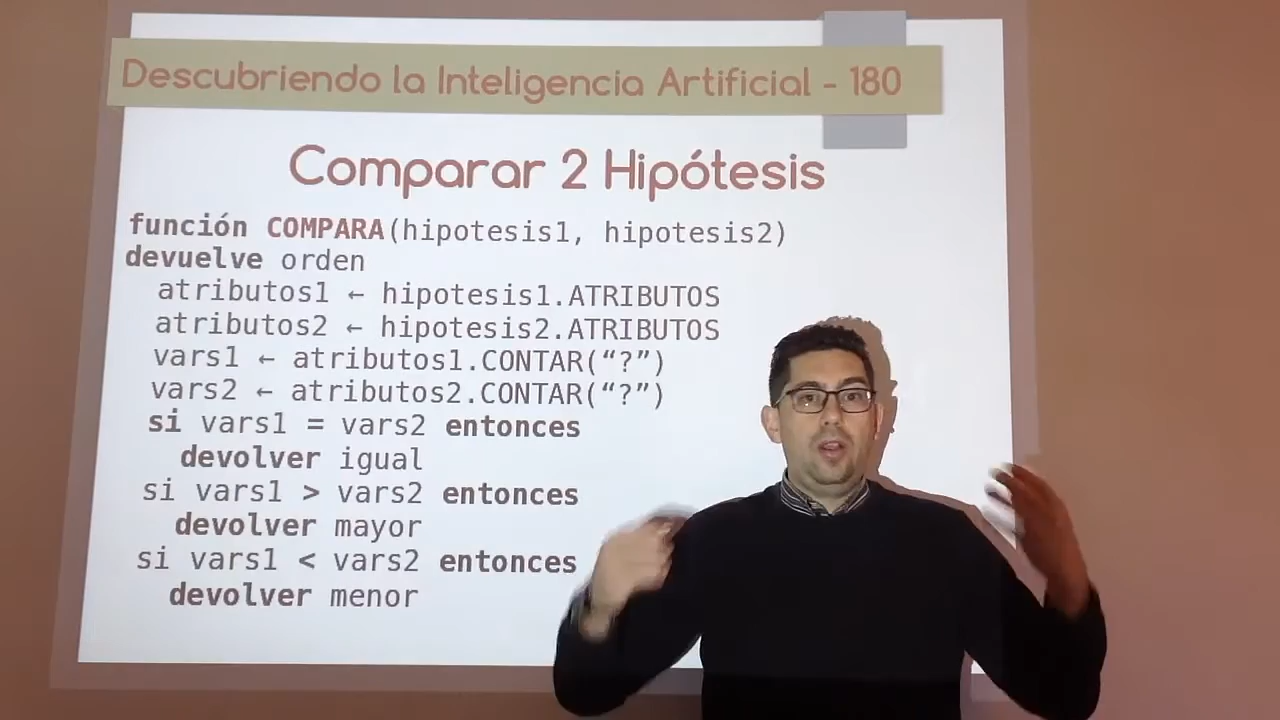 Descubriendo la Inteligencia Artificial - 180
Comparar 2 Hipótesis
función COMPARA(hipotesis1, hipotesis2)
devuelve orden
atributos1 ← hipotesis1.ATRIBUTOS
atributos2 ← hipotesis2.ATRIBUTOS
vars1 ← atributos1.CONTAR(“?”)
vars2 ← atributos2.CONTAR(“?”)
si vars1 = vars2 entonces
devolver igual
si vars1 > vars2 entonces
devolver mayor
si vars1 < vars2 entonces
devolver menor